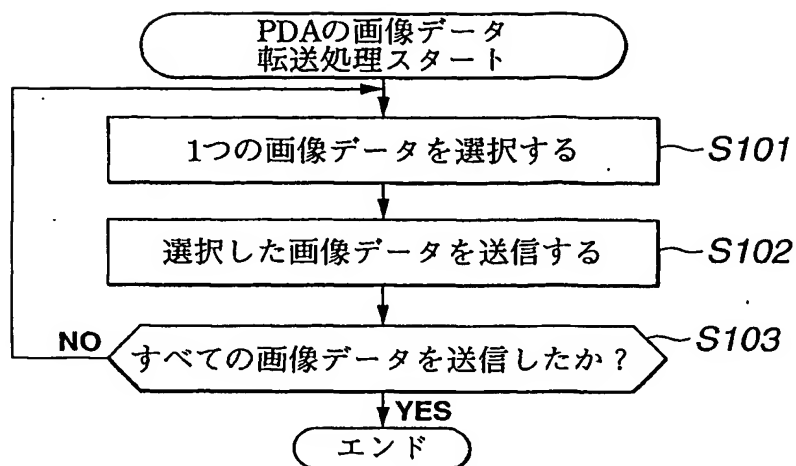 PDAの画像データ
転送処理スタート
1つの画像データを選択する
S101
選択した画像データを送信する
S102
すべての画像データを送信したか?
S103
NO
YES
エンド